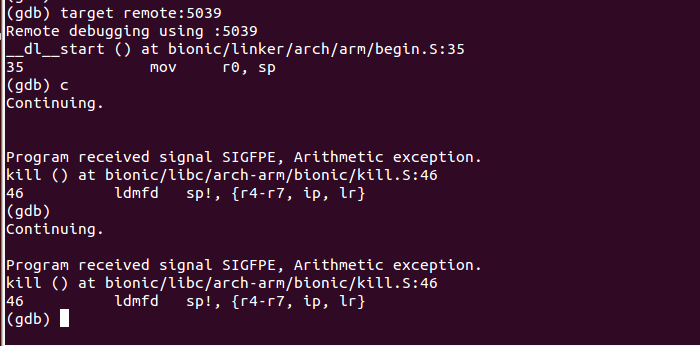 (gdb) target remote:5039
Remote debugging using :5039
__dl__start () at bionic/linker/arch/arm/begin.S:35
35 mov r0, sp
(gdb) c
Continuing.
Program received signal SIGFPE, Arithmetic exception.
kill () at bionic/libc/arch-arm/bionic/kill.S:46
46 ldmfd sp!, {r4-r7, ip, lr}
(gdb)
Continuing.
Program received signal SIGFPE, Arithmetic exception.
kill () at bionic/libc/arch-arm/bionic/kill.S:46
46 ldmfd sp!, {r4-r7, ip, lr}
(gdb)